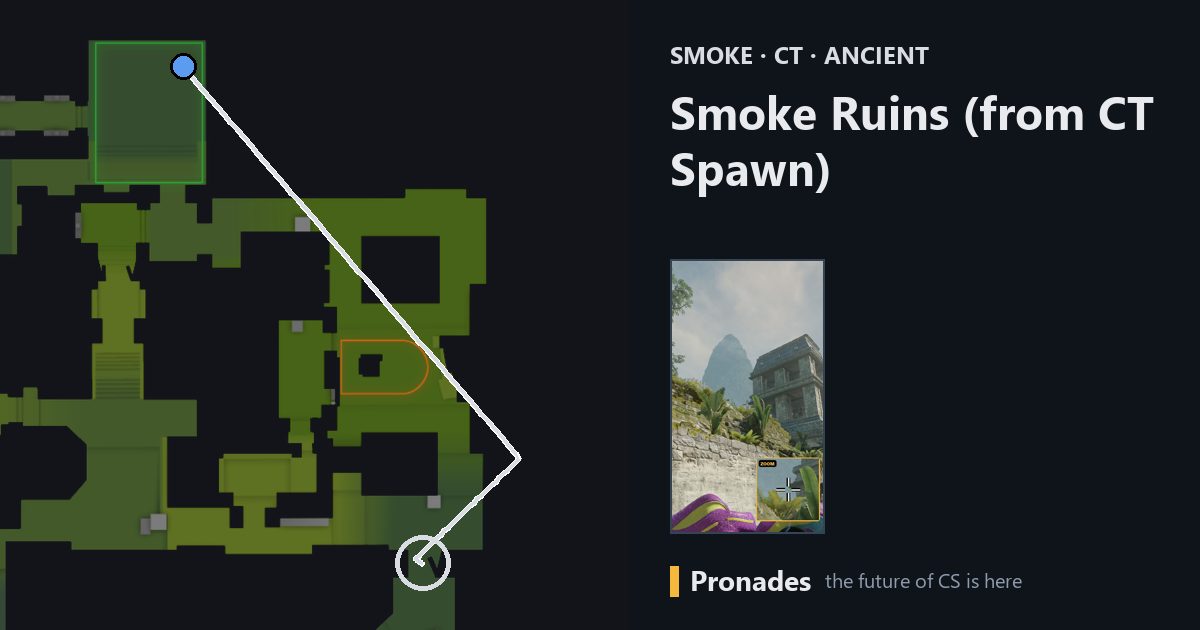 SMOKE · CT · ANCIENT
Smoke Ruins (from CT
Spawn)
ZOOM
Pronades the future of CS is here